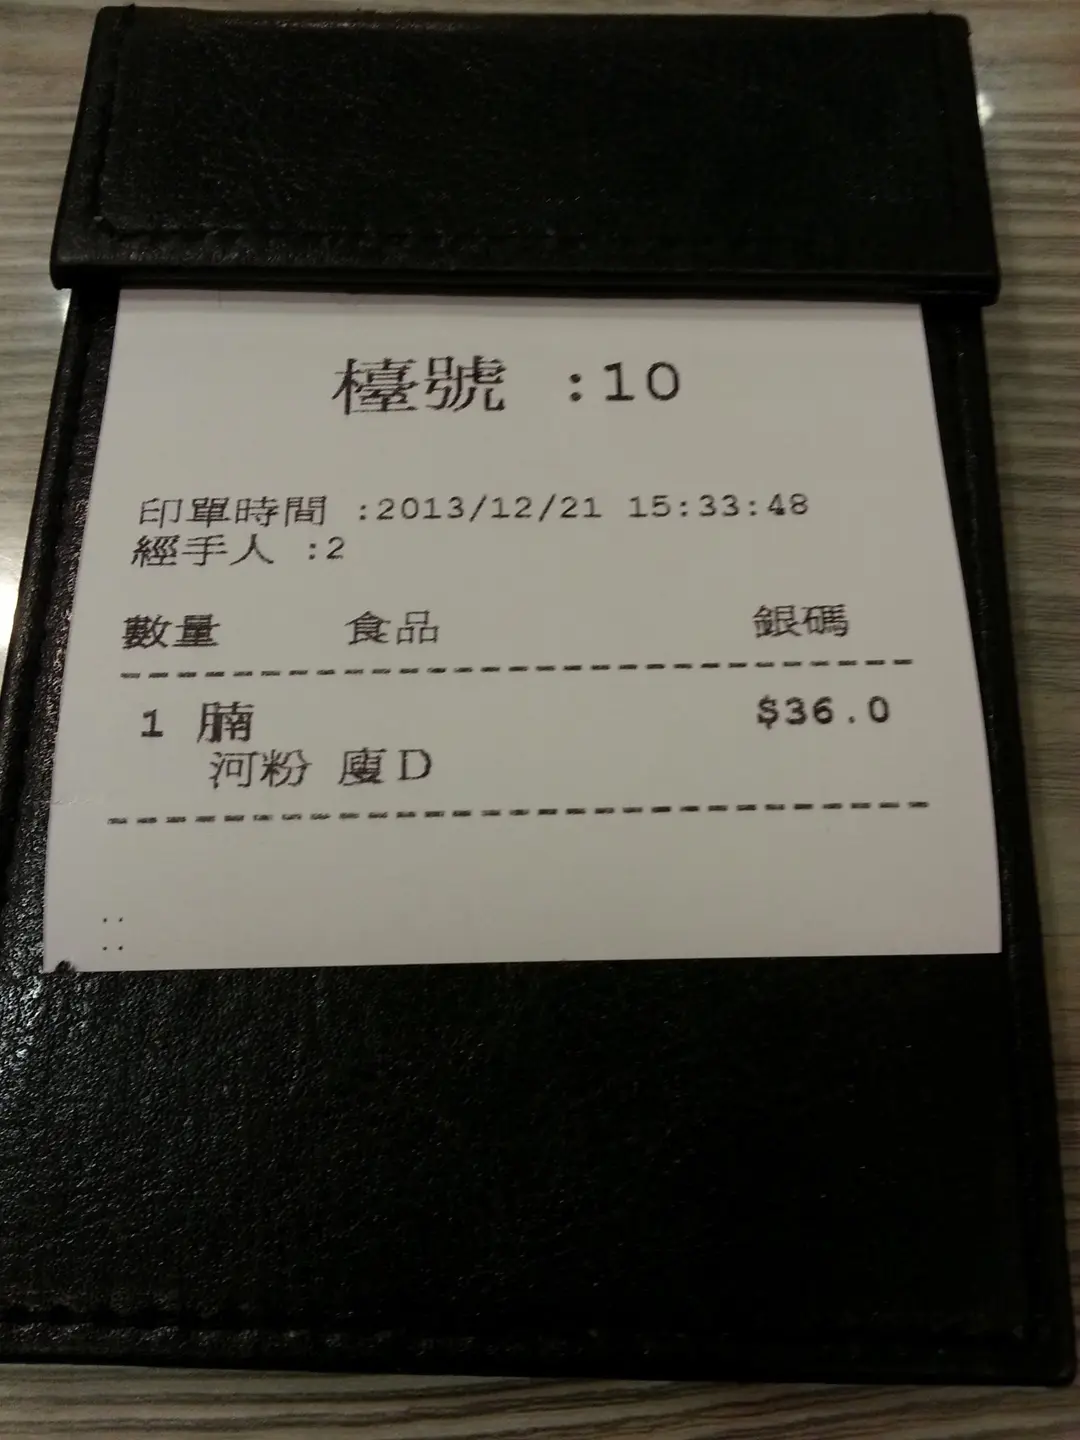 檯號 :10
印單時間 :2013/12/21 15:33:48
經手人 :2
數量 食品 銀碼
1 腩 $36.0
河粉 廋D